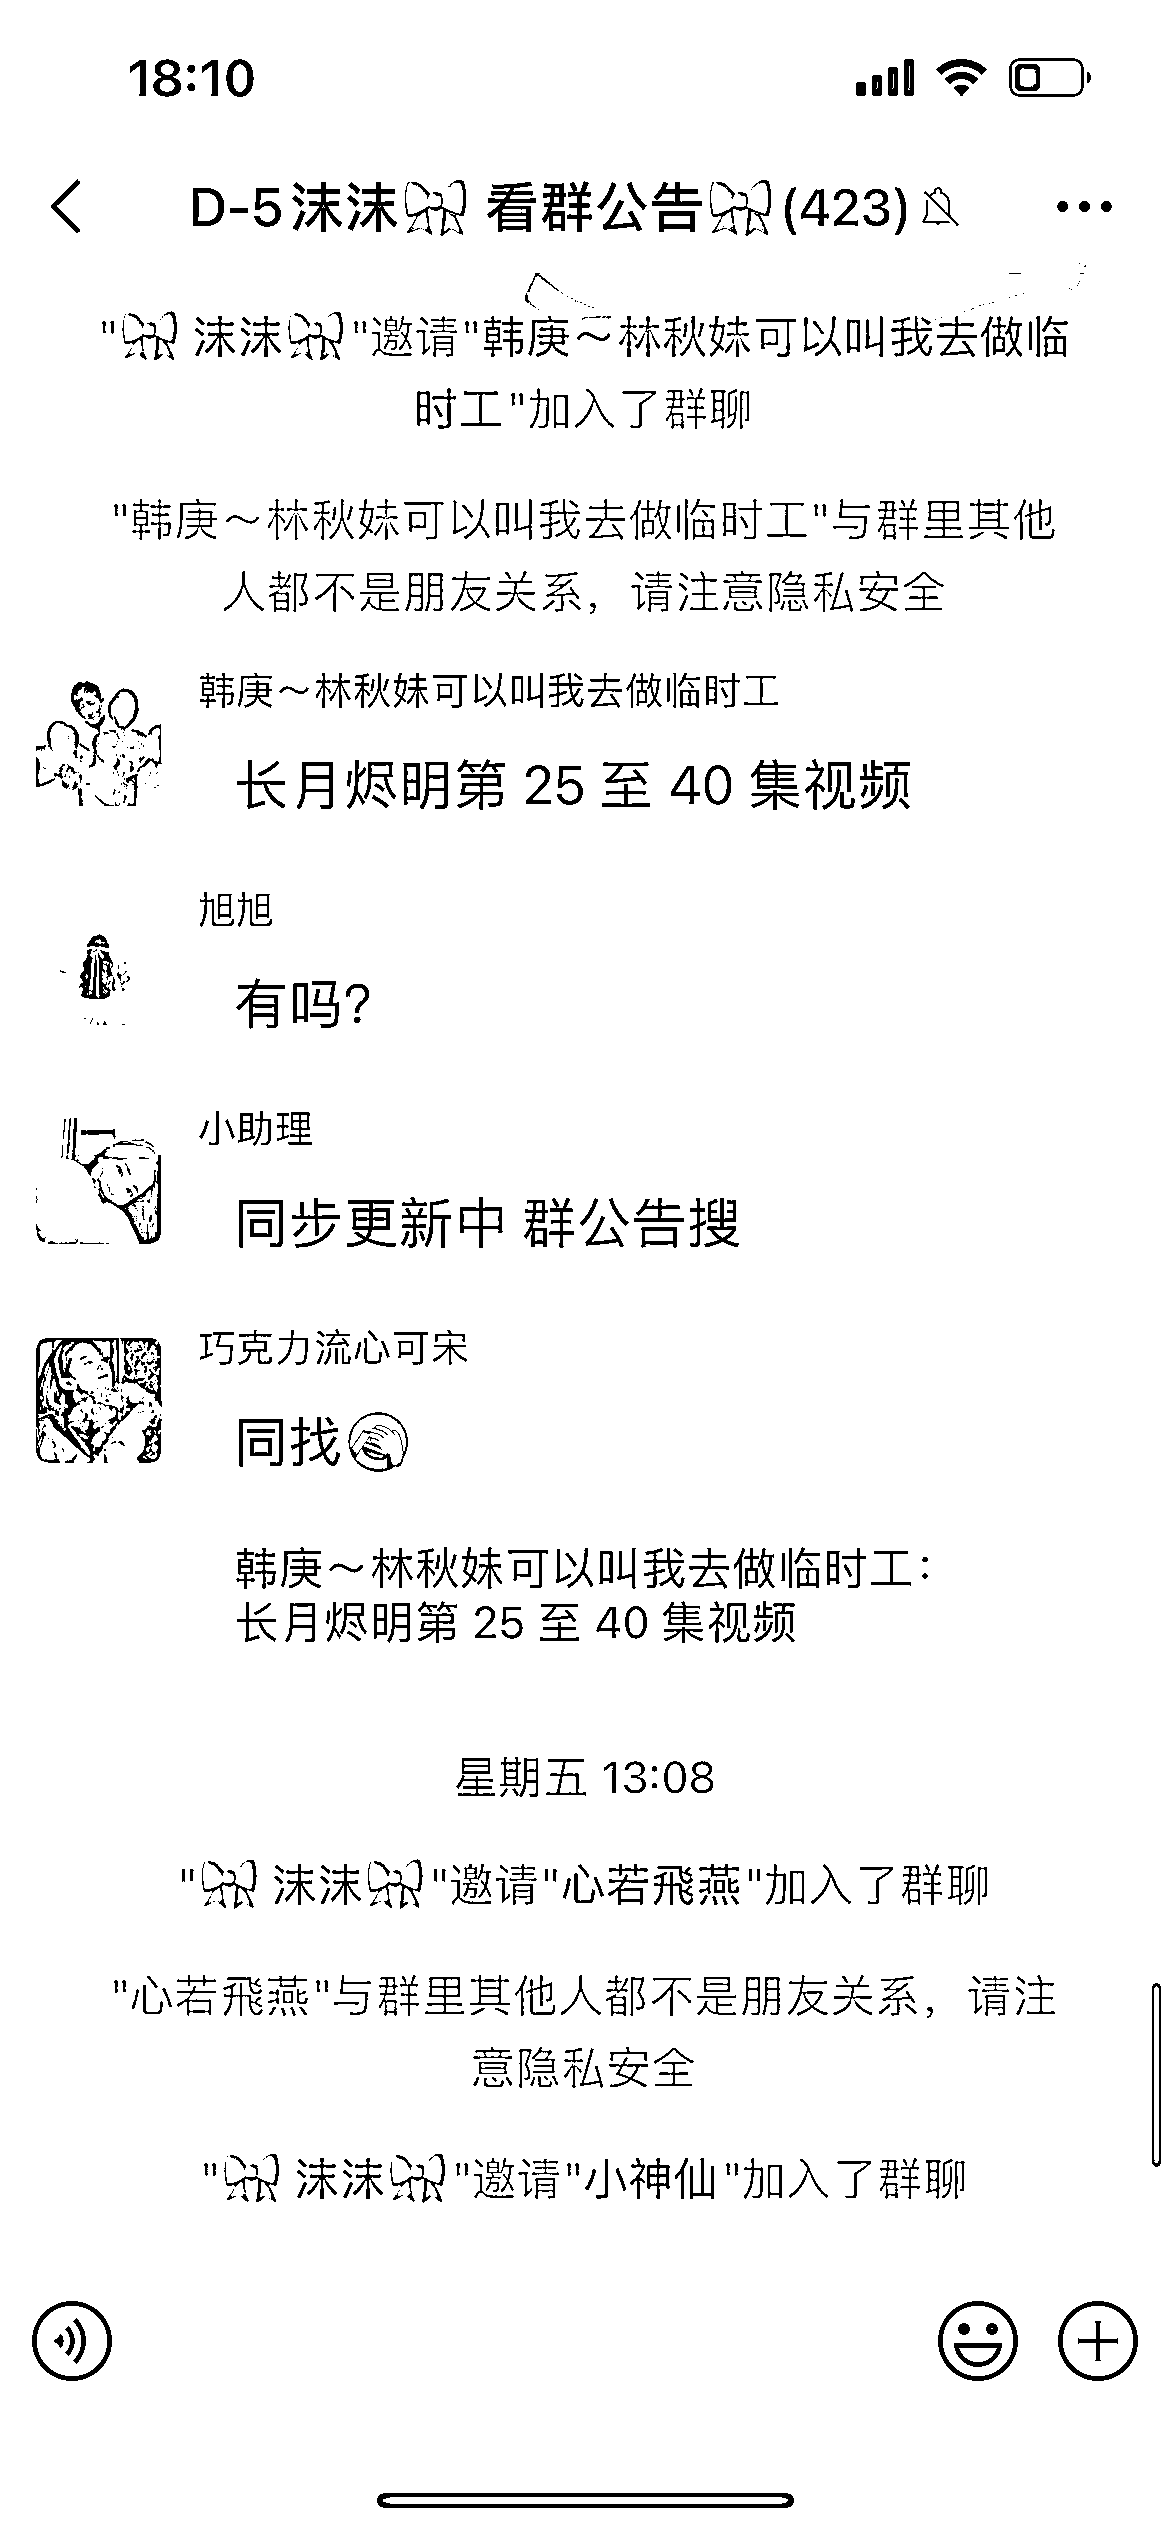 18:10
D-5沫沫🎀 看群公告🎀(423)
"🎀 沫沫🎀"邀请"韩庚～林秋妹可以叫我去做临
时工"加入了群聊
"韩庚～林秋妹可以叫我去做临时工"与群里其他
人都不是朋友关系，请注意隐私安全
韩庚～林秋妹可以叫我去做临时工
长月烬明第 25 至 40 集视频
旭旭
有吗?
小助理
同步更新中 群公告搜
巧克力流心可宋
同找
韩庚～林秋妹可以叫我去做临时工：
长月烬明第 25 至 40 集视频
星期五 13:08
"🎀 沫沫🎀"邀请"心若飛燕"加入了群聊
"心若飛燕"与群里其他人都不是朋友关系，请注
意隐私安全
"🎀 沫沫🎀"邀请"小神仙"加入了群聊